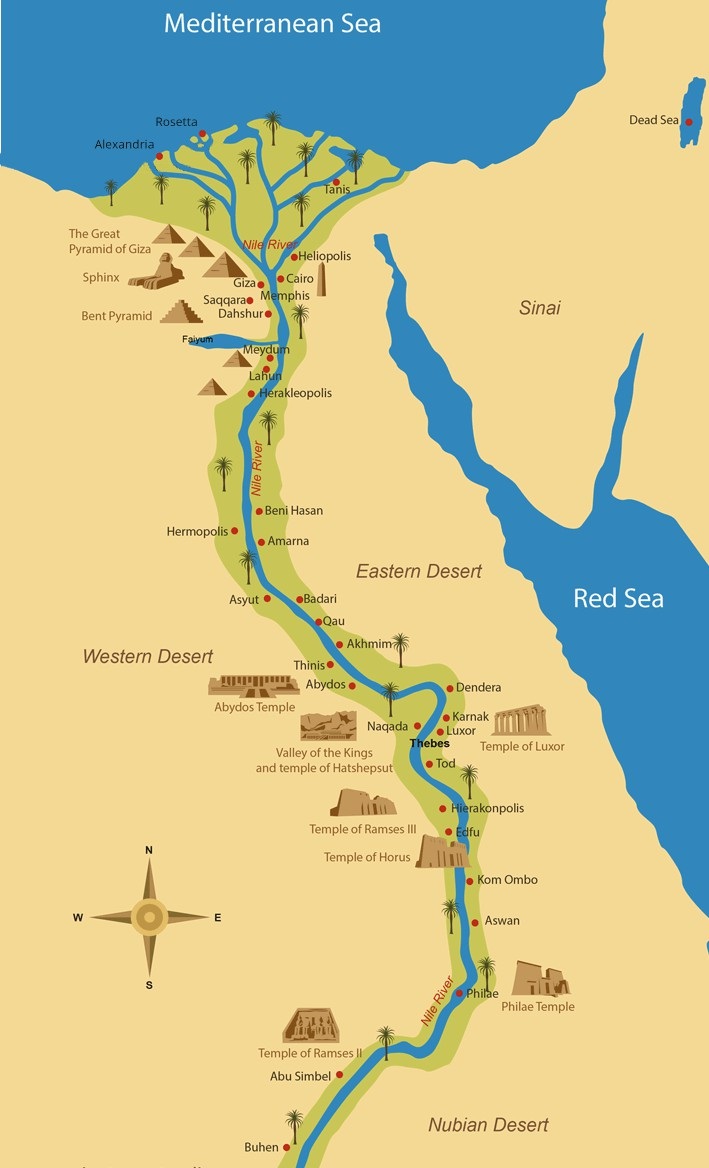 Mediterranean Sea
Rosetta
Dead Sea
Alexandria
Tanis
The Great
Pyramid of Giza
Nile River
Heliopolis
Sphinx
Cairo
Giza
Memphis
Saqqara
Sinai
Bent Pyramid
Dahshur
Faiyum
Meydum
Lahun
Herakleopolis
Nile River
Beni Hasan
Hermopolis
Amarna
Eastern Desert
Asyut
Badari
Red Sea
Qau
Akhmim
Western Desert
Thinis
Abydos
Dendera
Abydos Temple
Karnak
Naqada
Luxor
Thebes
Temple of Luxor
Valley of the Kings
and temple of Hatshepsut
Tod
Hierakonpolis
Temple of Ramses III
Edfu
Temple of Horus
N
Kom Ombo
W
E
Aswan
S
Nile River
Philae
Philae Temple
Temple of Ramses II
Abu Simbel
Nubian Desert
Buhen